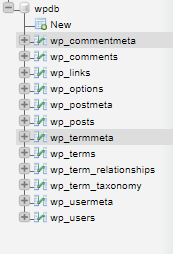 wpdb
New
wp_commentmeta
wp_comments
wp_links
wp_options
wp_postmeta
wp_posts
wp_termmeta
wp_terms
wp_term_relationships
wp_term_taxonomy
wp_usermeta
wp_users